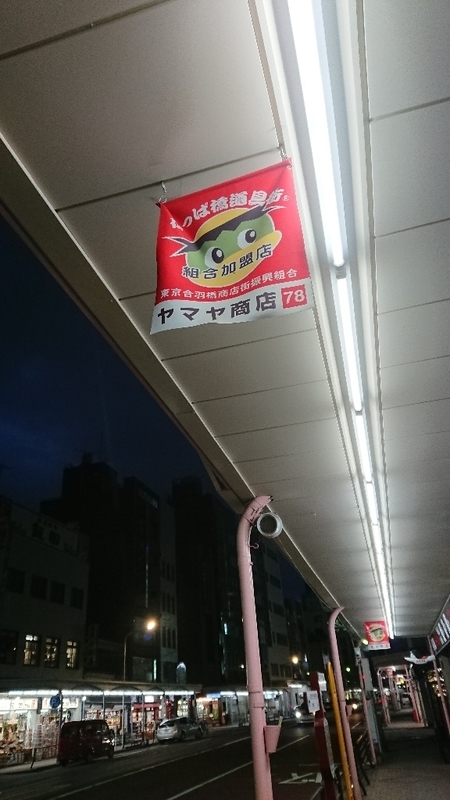 かっぱ橋道具街®
組合加盟店
東京合羽橋商店街振興組合
ヤマヤ商店 78